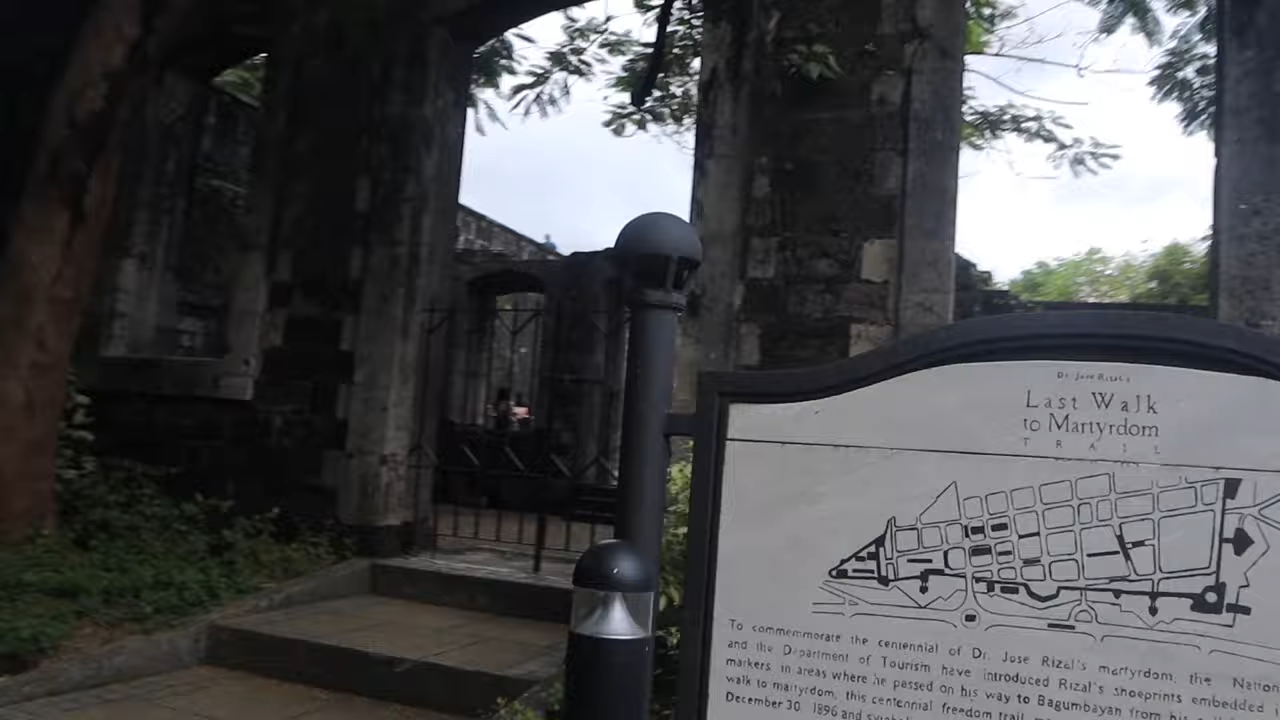 Dr. Jose Rizal's
Last Walk
to Martyrdom
TRAIL
To commemorate the centennial of Dr. Jose Rizal's martyrdom, the
and the Department of Tourism have introduced Rizal's shoeprints embedded
markers, in areas where he passed on his way to Bagumbayan from
walk to martyrdom, this centennial freedom trail
December 30, 1896 and